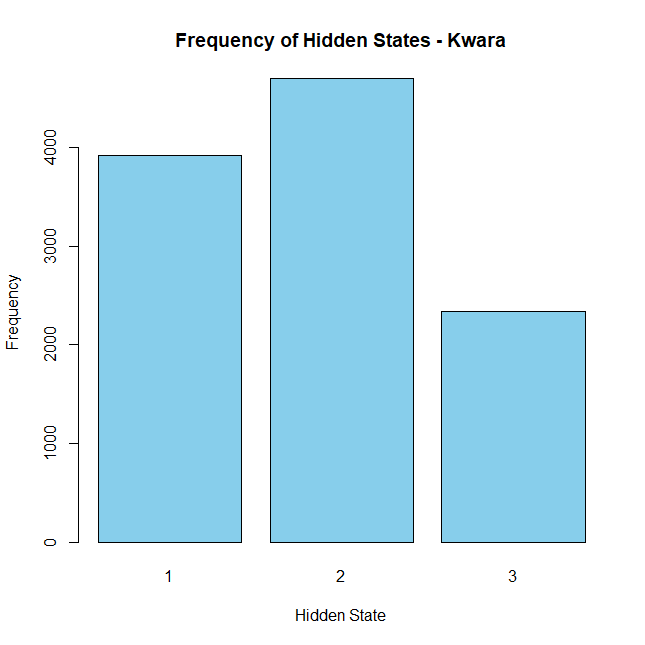 Frequency of Hidden States - Kwara
Frequency
4000
3000
2000
1000
0
1 2 3
Hidden State